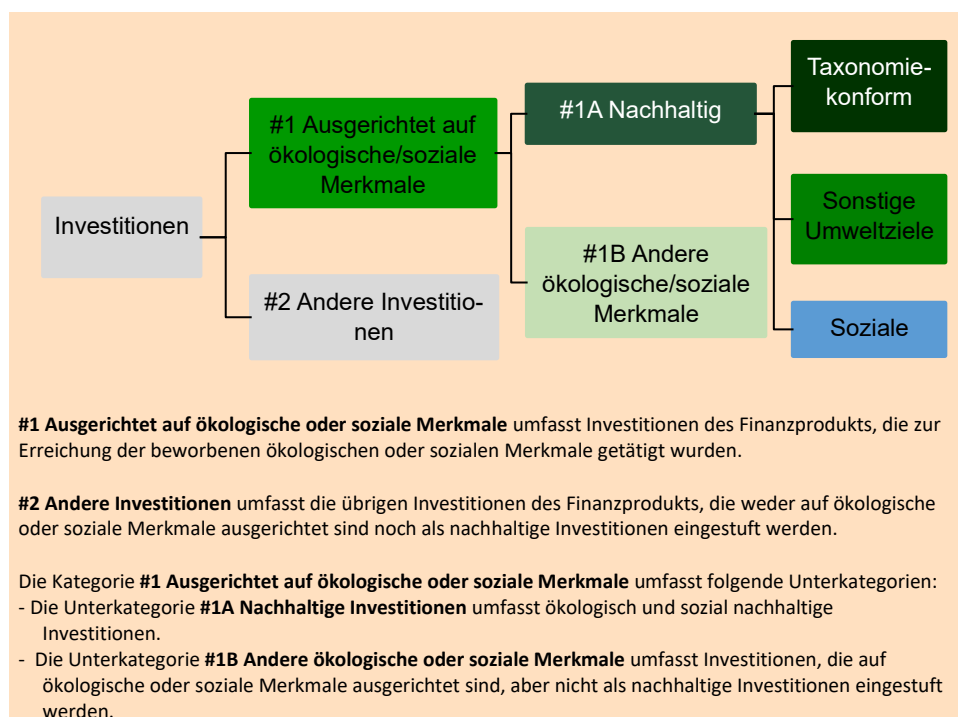 Investitionen
#1 Ausgerichtet auf
ökologische/soziale
Merkmale
#2 Andere Investitio-
nen
#1A Nachhaltig
#1B Andere
ökologische/soziale
Merkmale
Taxonomie-
konform
Sonstige
Umweltziele
Soziale
#1 Ausgerichtet auf ökologische oder soziale Merkmale umfasst Investitionen des Finanzprodukts, die zur
Erreichung der beworbenen ökologischen oder sozialen Merkmale getätigt wurden.
#2 Andere Investitionen umfasst die übrigen Investitionen des Finanzprodukts, die weder auf ökologische
oder soziale Merkmale ausgerichtet sind noch als nachhaltige Investitionen eingestuft werden.
Die Kategorie #1 Ausgerichtet auf ökologische oder soziale Merkmale umfasst folgende Unterkategorien:
- Die Unterkategorie #1A Nachhaltige Investitionen umfasst ökologisch und sozial nachhaltige
Investitionen.
- Die Unterkategorie #1B Andere ökologische oder soziale Merkmale umfasst Investitionen, die auf
ökologische oder soziale Merkmale ausgerichtet sind, aber nicht als nachhaltige Investitionen eingestuft
werden.